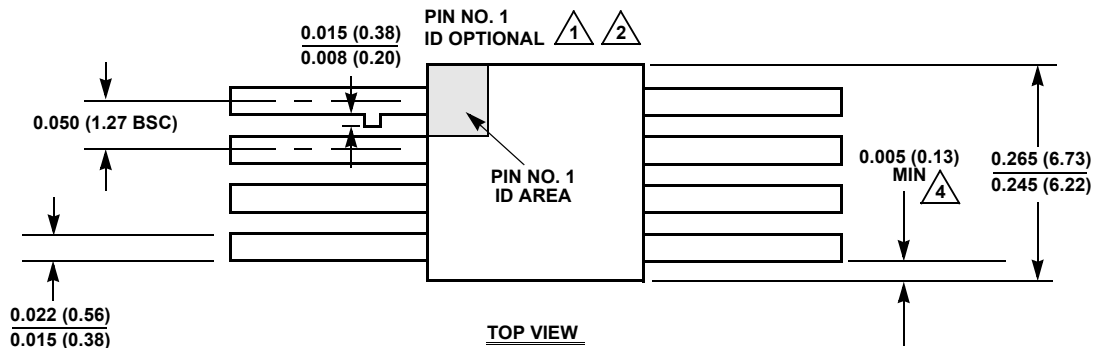 PIN NO. 1
ID OPTIONAL 1 2
0.015 (0.38)
0.008 (0.20)
0.050 (1.27 BSC)
PIN NO. 1
ID AREA
0.005 (0.13)
MIN 4
0.265 (6.73)
0.245 (6.22)
0.022 (0.56)
0.015 (0.38)
TOP VIEW